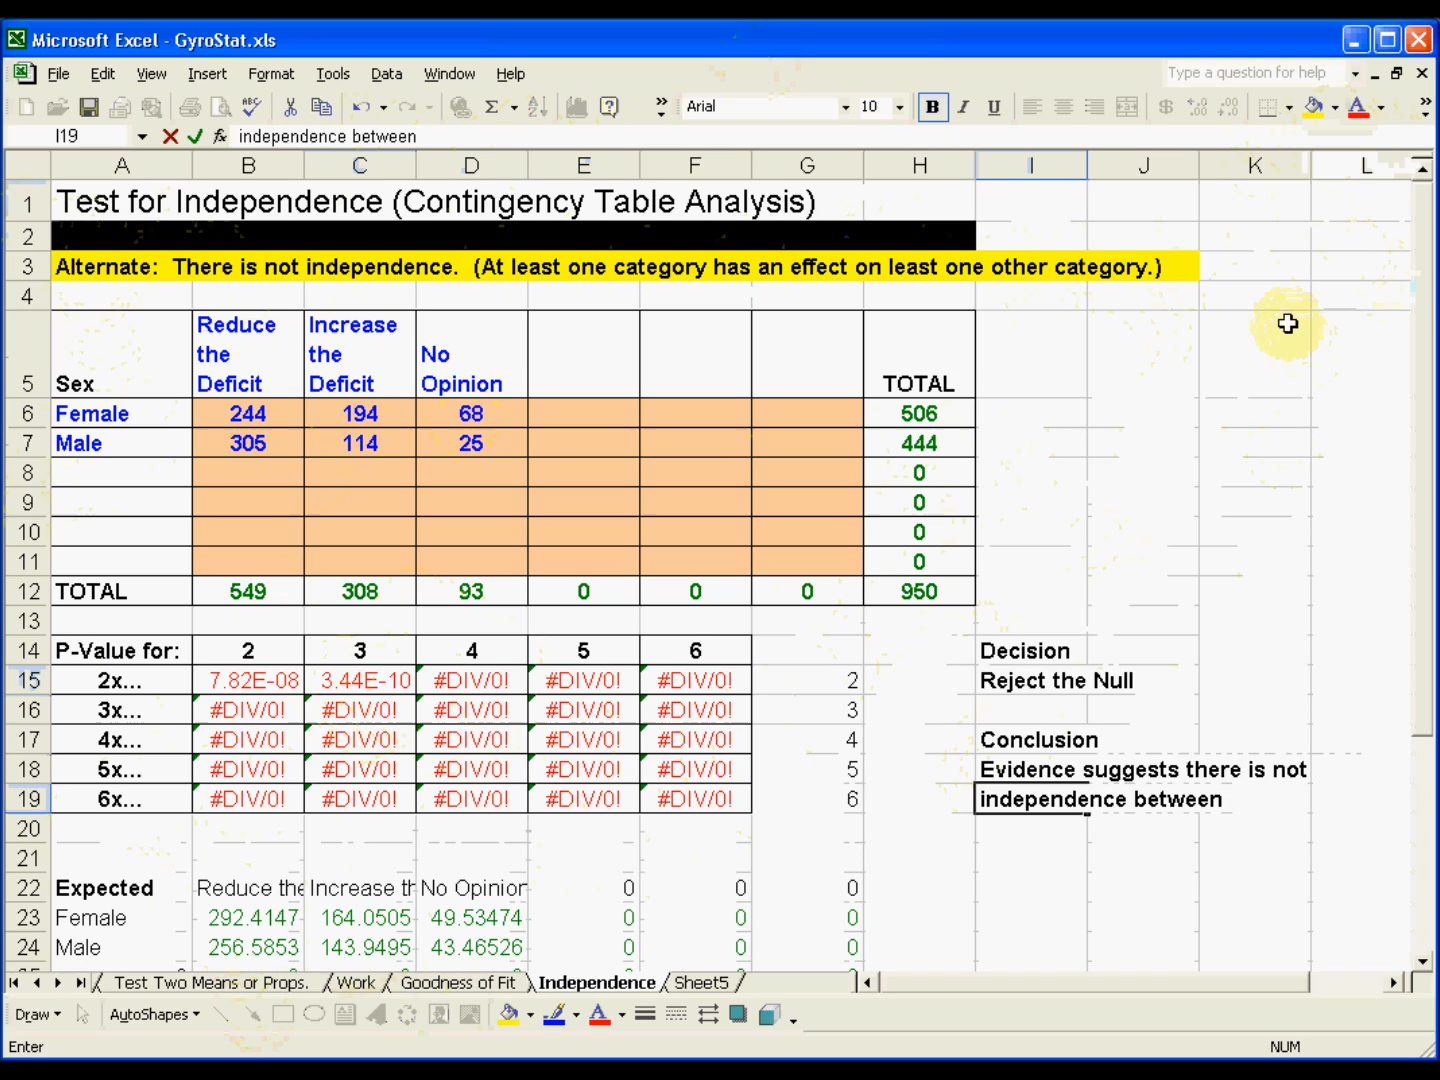 Microsoft Excel - GyroStat.xls
File Edit View Insert Format Tools Data Window Help Type a question for help
Arial 10 B I U
I19 fx independence between
A B C D E F G H I J K L
1 Test for Independence (Contingency Table Analysis)
2
3 Alternate: There is not independence. (At least one category has an effect on least one other category.)
4
Reduce Increase
the the No
5 Sex Deficit Deficit Opinion TOTAL
6 Female 244 194 68 506
7 Male 305 114 25 444
8 0
9 0
10 0
11 0
12 TOTAL 549 308 93 0 0 0 950
13
14 P-Value for: 2 3 4 5 6 Decision
15 2x... 7.82E-08 3.44E-10 #DIV/0! #DIV/0! #DIV/0! 2 Reject the Null
16 3x... #DIV/0! #DIV/0! #DIV/0! #DIV/0! #DIV/0! 3
17 4x... #DIV/0! #DIV/0! #DIV/0! #DIV/0! #DIV/0! 4 Conclusion
18 5x... #DIV/0! #DIV/0! #DIV/0! #DIV/0! #DIV/0! 5 Evidence suggests there is not
19 6x... #DIV/0! #DIV/0! #DIV/0! #DIV/0! #DIV/0! 6 independence between
20
21
22 Expected Reduce the Increase th No Opinion 0 0 0
23 Female 292.4147 164.0505 49.53474 0 0 0
24 Male 256.5853 143.9495 43.46526 0 0 0
Test Two Means or Props. Work Goodness of Fit Independence Sheet5
Draw AutoShapes
Enter NUM